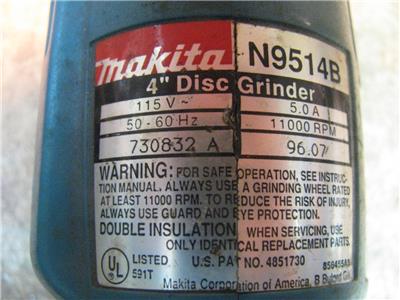 makita N9514B
4" Disc Grinder
115 V~ 5.0 A
50-60 Hz 11000 RPM
730832 A 96.07
WARNING: FOR SAFE OPERATION, SEE INSTRUC-
TION MANUAL. ALWAYS USE A GRINDING WHEEL RATED
AT LEAST 11000 RPM. TO REDUCE THE RISK OF INJURY,
ALWAYS USE GUARD AND EYE PROTECTION.
DOUBLE INSULATION WHEN SERVICING, USE
ONLY IDENTICAL REPLACEMENT PARTS.
UL LISTED U.S. PAT NO. 4851730
591T
Makita Corporation of America,